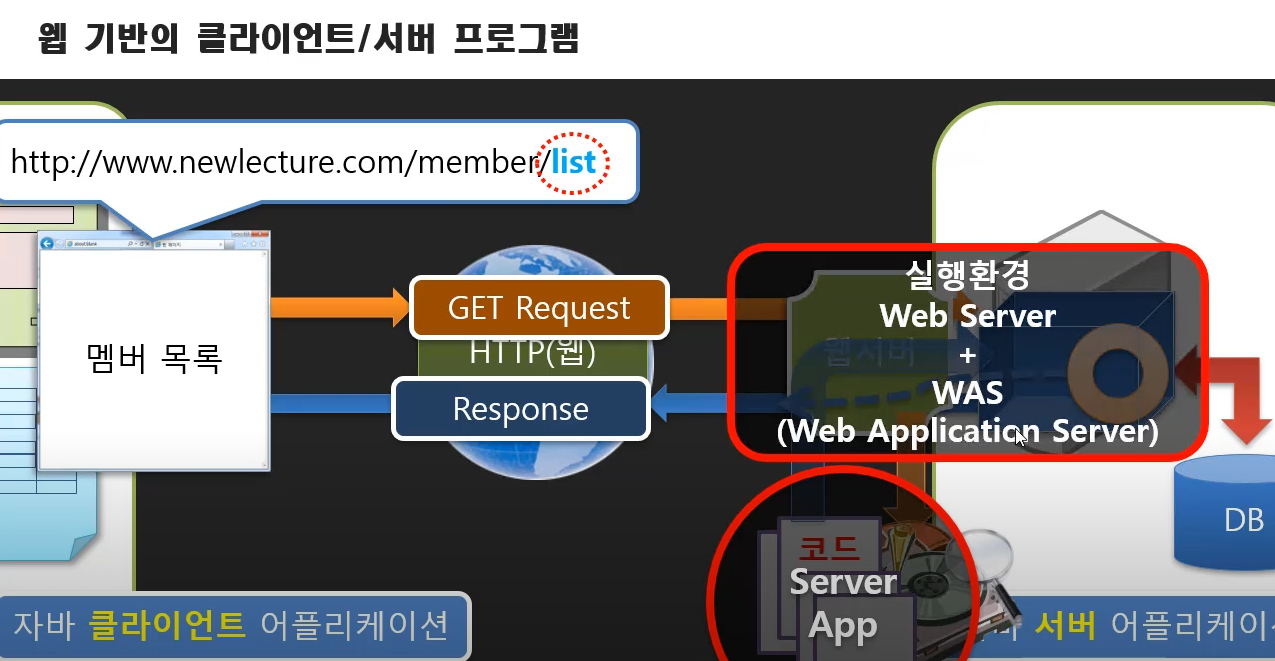 웹 기반의 클라이언트/서버 프로그램
http://www.newlecture.com/member/list
멤버 목록
GET Request
HTTP(웹)
Response
웹서버
실행환경
Web Server
+
WAS
(Web Application Server)
DB
코드
Server
App
자바 클라이언트 어플리케이션
서버 어플리케이